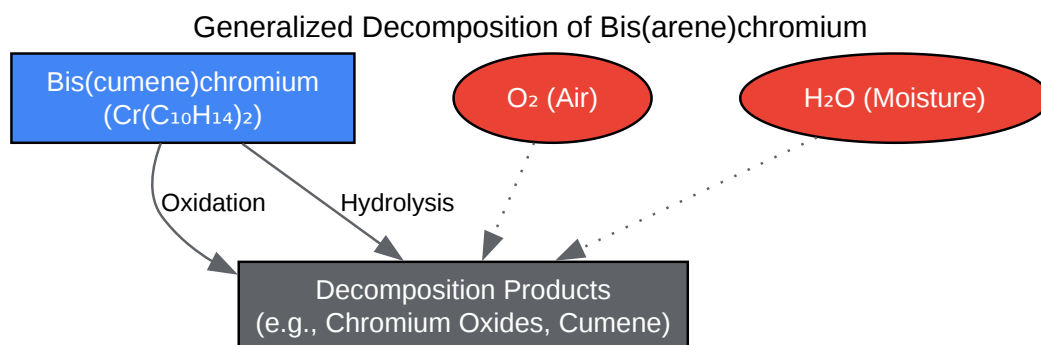 Generalized Decomposition of Bis(arene)chromium
Bis(cumene)chromium
(Cr(C₁₀H₁₄)₂)
O₂ (Air)
H₂O (Moisture)
Oxidation
Hydrolysis
Decomposition Products
(e.g., Chromium Oxides, Cumene)